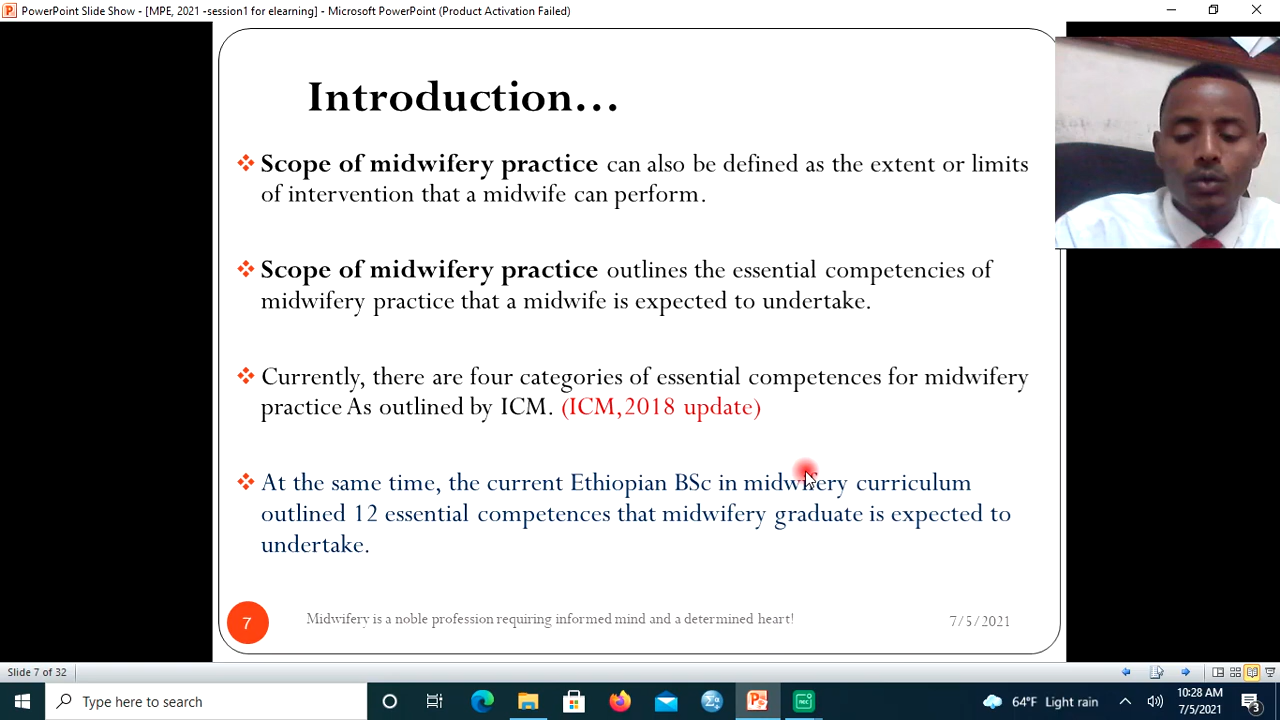 PowerPoint Slide Show - [MPE, 2021 -session1 for elearning] - Microsoft PowerPoint (Product Activation Failed)
Introduction…
Scope of midwifery practice can also be defined as the extent or limits
of intervention that a midwife can perform.
Scope of midwifery practice outlines the essential competencies of
midwifery practice that a midwife is expected to undertake.
Currently, there are four categories of essential competences for midwifery
practice As outlined by ICM. (ICM,2018 update)
At the same time, the current Ethiopian BSc in midwifery curriculum
outlined 12 essential competences that midwifery graduate is expected to
undertake.
7
Midwifery is a noble profession requiring informed mind and a determined heart!
7/5/2021
Slide 7 of 32
Type here to search
64°F Light rain
10:28 AM
7/5/2021
3